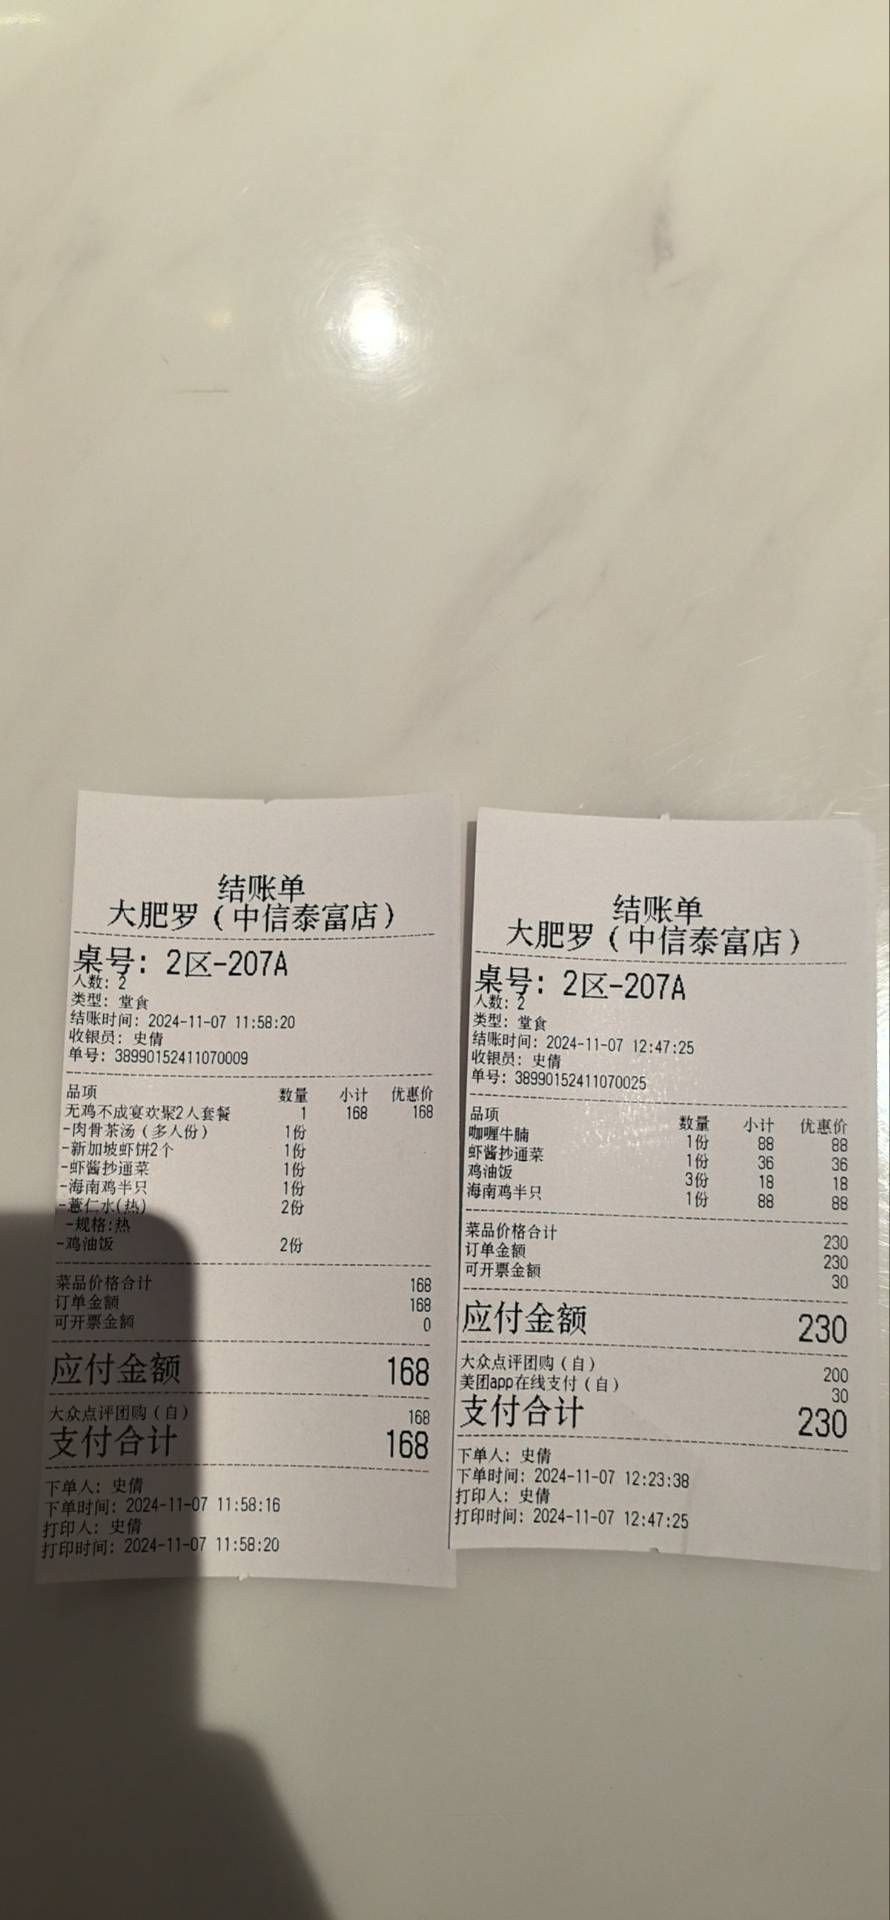 结账单
大肥罗（中信泰富店）
桌号：2区-207A
人数：2
类型：堂食
结账时间：2024-11-07 11:58:20
收银员：史倩
单号：38990152411070009
品项 数量 小计 优惠价
无鸡不成宴欢聚2人套餐 1 168 168
-肉骨茶汤（多人份） 1份
-新加坡虾饼2个 1份
-虾酱抄通菜 1份
-海南鸡半只 1份
-薏仁水(热) 2份
-规格:热
-鸡油饭 2份
菜品价格合计 168
订单金额 168
可开票金额 0
应付金额 168
大众点评团购（自） 168
支付合计 168
下单人：史倩
下单时间：2024-11-07 11:58:16
打印人：史倩
打印时间：2024-11-07 11:58:20
结账单
大肥罗（中信泰富店）
桌号：2区-207A
人数：2
类型：堂食
结账时间：2024-11-07 12:47:25
收银员：史倩
单号：38990152411070025
品项 数量 小计 优惠价
咖喱牛腩 1份 88 88
虾酱抄通菜 1份 36 36
鸡油饭 3份 18 18
海南鸡半只 1份 88 88
菜品价格合计 230
订单金额 230
可开票金额 30
应付金额 230
大众点评团购（自） 200
美团app在线支付（自） 30
支付合计 230
下单人：史倩
下单时间：2024-11-07 12:23:38
打印人：史倩
打印时间：2024-11-07 12:47:25